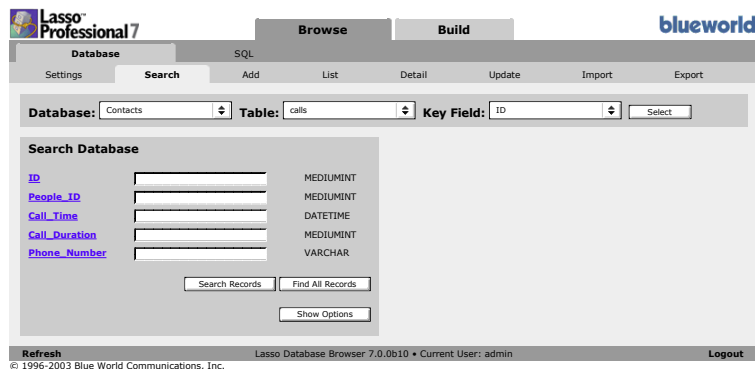 Lasso™
Professional 7
Browse Build
blueworld
Database SQL
Settings Search Add List Detail Update Import Export
Database: Contacts Table: calls Key Field: ID Select
Search Database
ID MEDIUMINT
People_ID MEDIUMINT
Call_Time DATETIME
Call_Duration MEDIUMINT
Phone_Number VARCHAR
Search Records Find All Records
Show Options
Refresh Lasso Database Browser 7.0.0b10 • Current User: admin Logout
© 1996-2003 Blue World Communications, Inc.